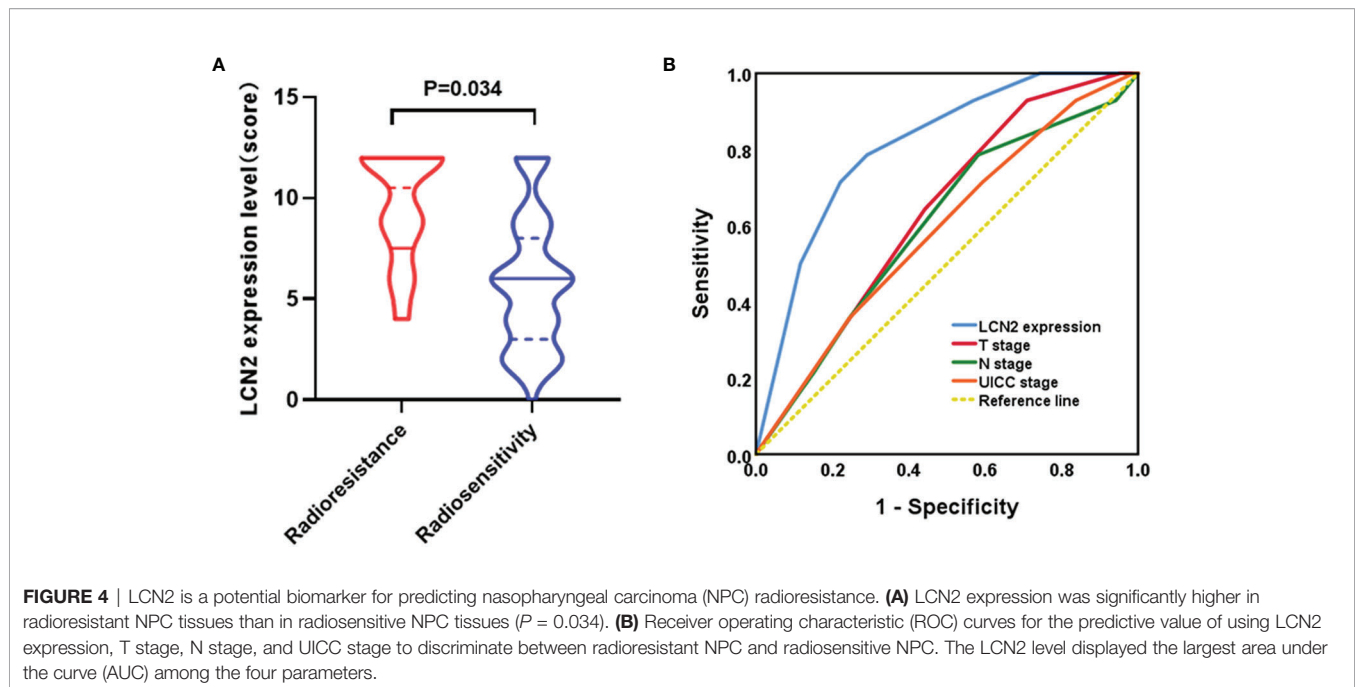 A
P=0.034
LCN2 expression level(score)
15
10
5
0
Radioresistance
Radiosensitivity
B
Sensitivity
1.0
0.8
0.6
0.4
0.2
0.0
LCN2 expression
T stage
N stage
UICC stage
Reference line
0.0 0.2 0.4 0.6 0.8 1.0
1 - Specificity
FIGURE 4 | LCN2 is a potential biomarker for predicting nasopharyngeal carcinoma (NPC) radioresistance. (A) LCN2 expression was significantly higher in
radioresistant NPC tissues than in radiosensitive NPC tissues (P = 0.034). (B) Receiver operating characteristic (ROC) curves for the predictive value of using LCN2
expression, T stage, N stage, and UICC stage to discriminate between radioresistant NPC and radiosensitive NPC. The LCN2 level displayed the largest area under
the curve (AUC) among the four parameters.